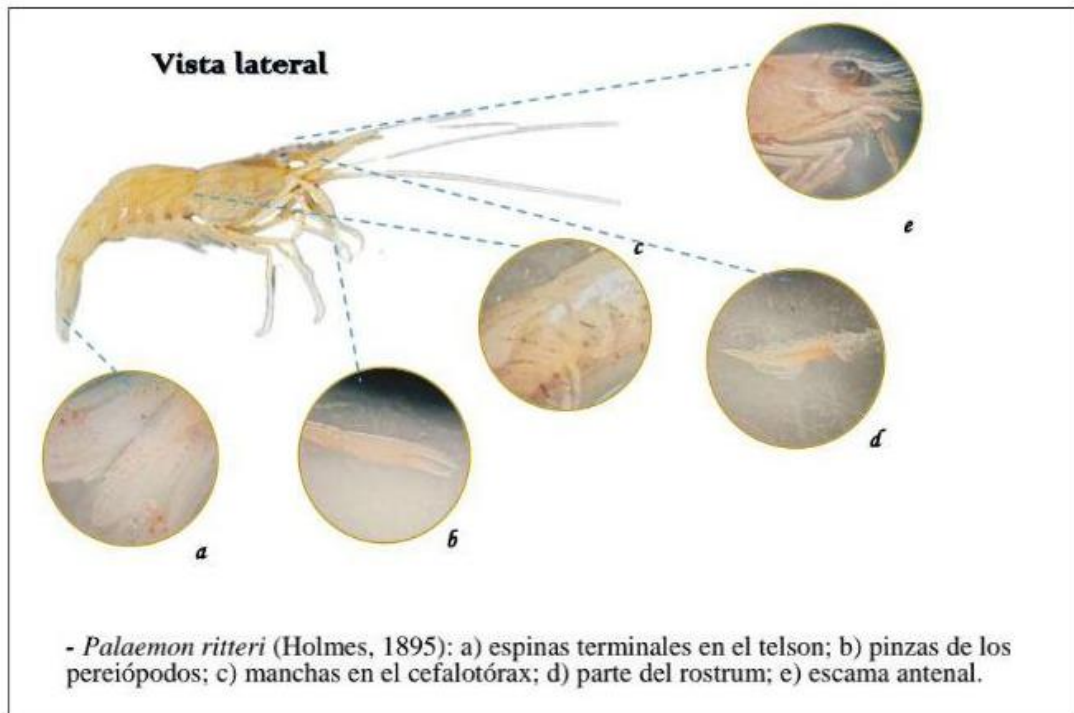 Vista lateral
e
c
d
a
b
- Palaemon ritteri (Holmes, 1895): a) espinas terminales en el telson; b) pinzas de los
pereiópodos; c) manchas en el cefalotórax; d) parte del rostrum; e) escama antenal.